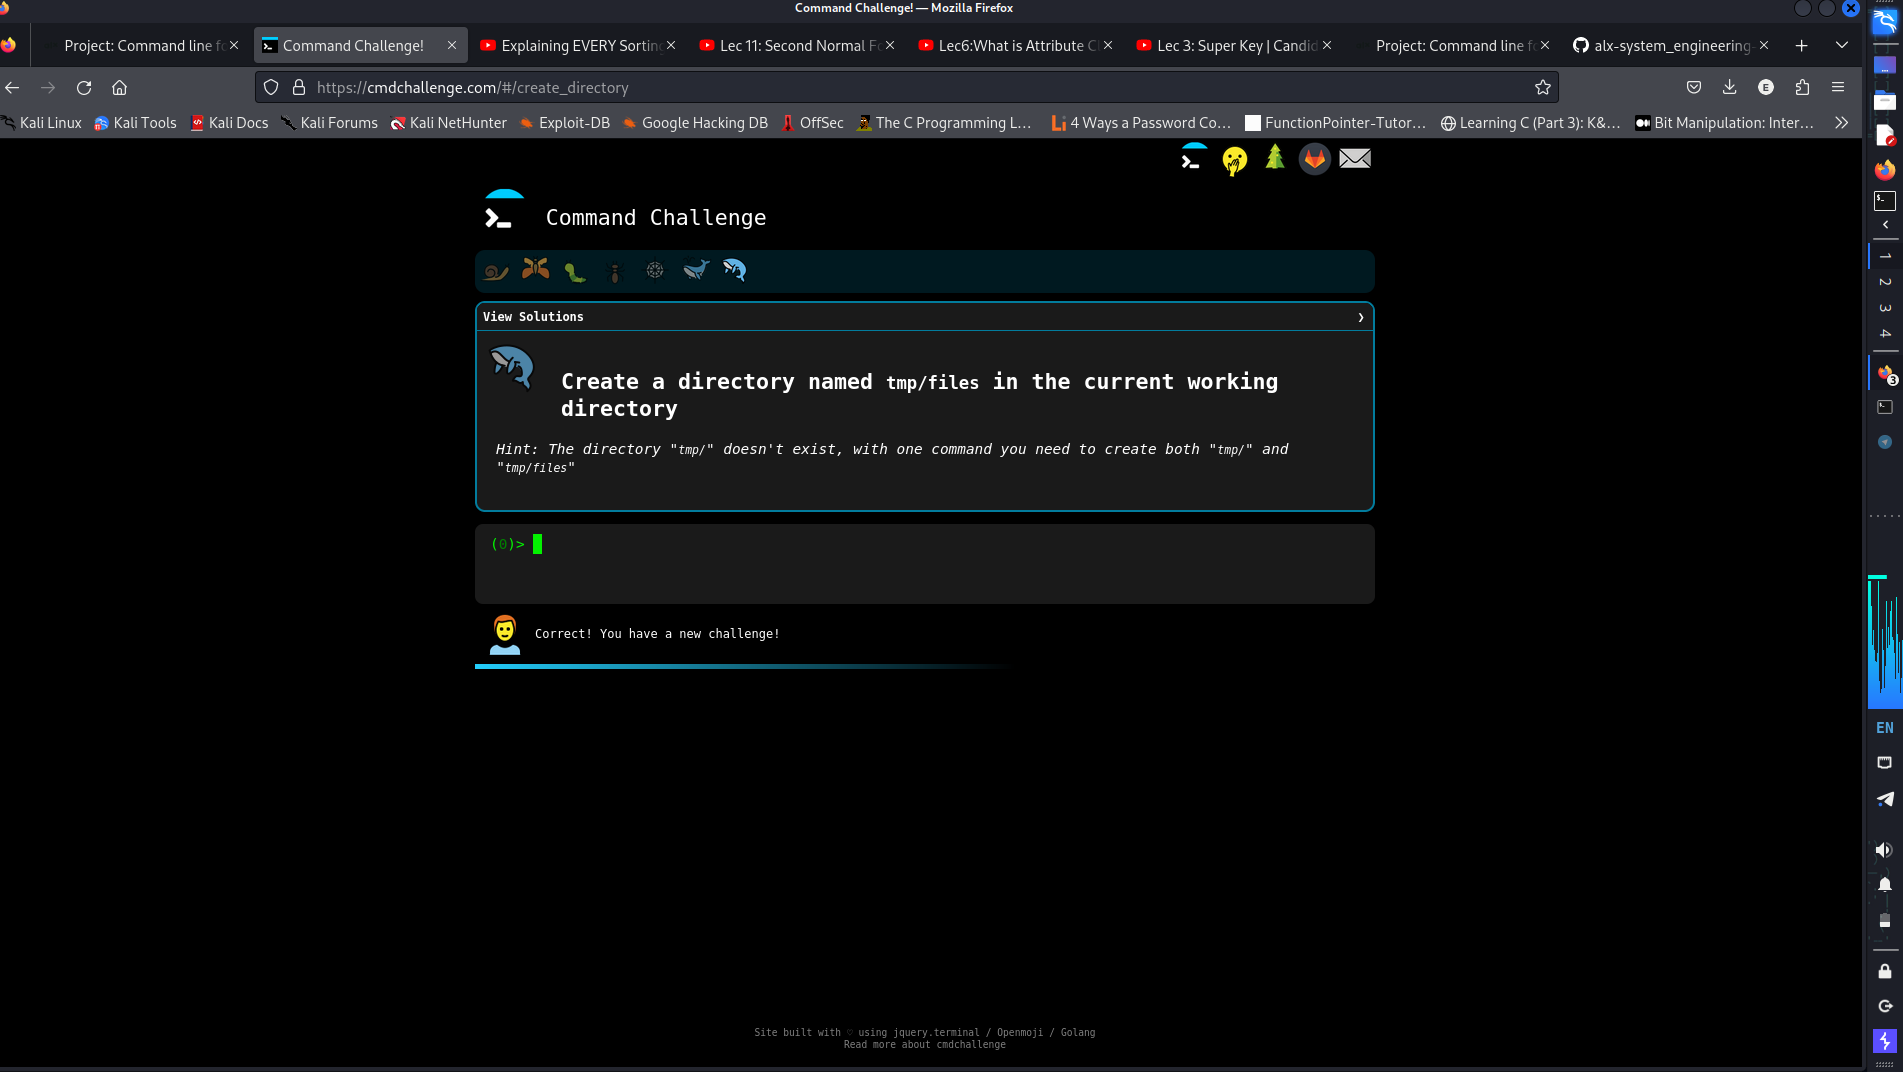 Command Challenge! — Mozilla Firefox
Project: Command line fo
Command Challenge!
Explaining EVERY Sorting
Lec 11: Second Normal Fo
Lec6:What is Attribute Cl
Lec 3: Super Key | Candid
Project: Command line fo
alx-system_engineering-
https://cmdchallenge.com/#/create_directory
E
Kali Linux
Kali Tools
Kali Docs
Kali Forums
Kali NetHunter
Exploit-DB
Google Hacking DB
OffSec
The C Programming L…
4 Ways a Password Co…
FunctionPointer-Tutor…
Learning C (Part 3): K&…
Bit Manipulation: Inter…
Command Challenge
View Solutions
Create a directory named tmp/files in the current working
directory
Hint: The directory "tmp/" doesn't exist, with one command you need to create both "tmp/" and
"tmp/files"
(0)>
Correct! You have a new challenge!
Site built with ♡ using jquery.terminal / Openmoji / Golang
Read more about cmdchallenge
1
2
3
4
3
EN